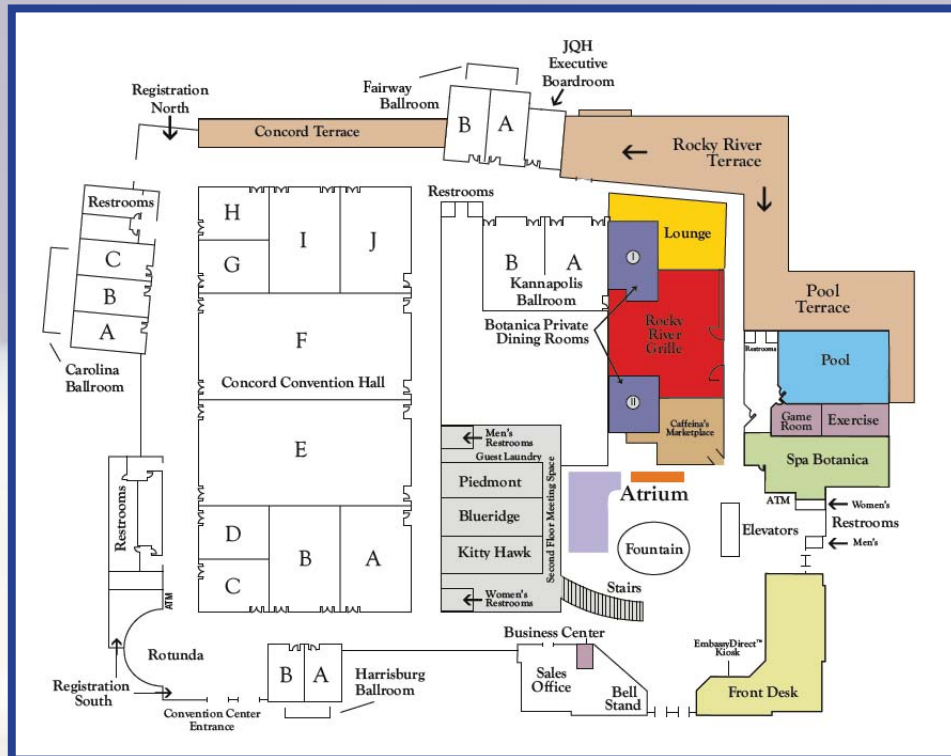 JQH
Executive
Boardroom
Fairway
Ballroom
Registration
North
Concord Terrace
B
A
Rocky River
Terrace
Restrooms
Restrooms
H
I
J
G
Lounge
C
B
A
B
A
Kannapolis
Ballroom
I
Pool
Terrace
Botanica Private
Dining Rooms
Rocky
River
Grille
Restrooms
Pool
F
Concord Convention Hall
Carolina
Ballroom
II
Caffeina's
Marketplace
Game
Room
Exercise
Men's
Restrooms
Guest Laundry
Spa Botanica
E
Piedmont
Blueridge
Kitty Hawk
Second Floor Meeting Space
Atrium
ATM
Women's
Restrooms
Men's
Elevators
Fountain
Restrooms
D
B
A
C
Women's
Restrooms
Stairs
ATM
Rotunda
Business Center
EmbassyDirect™
Kiosk
B
A
Harrisburg
Ballroom
Sales
Office
Bell
Stand
Front Desk
Registration
South
Convention Center
Entrance